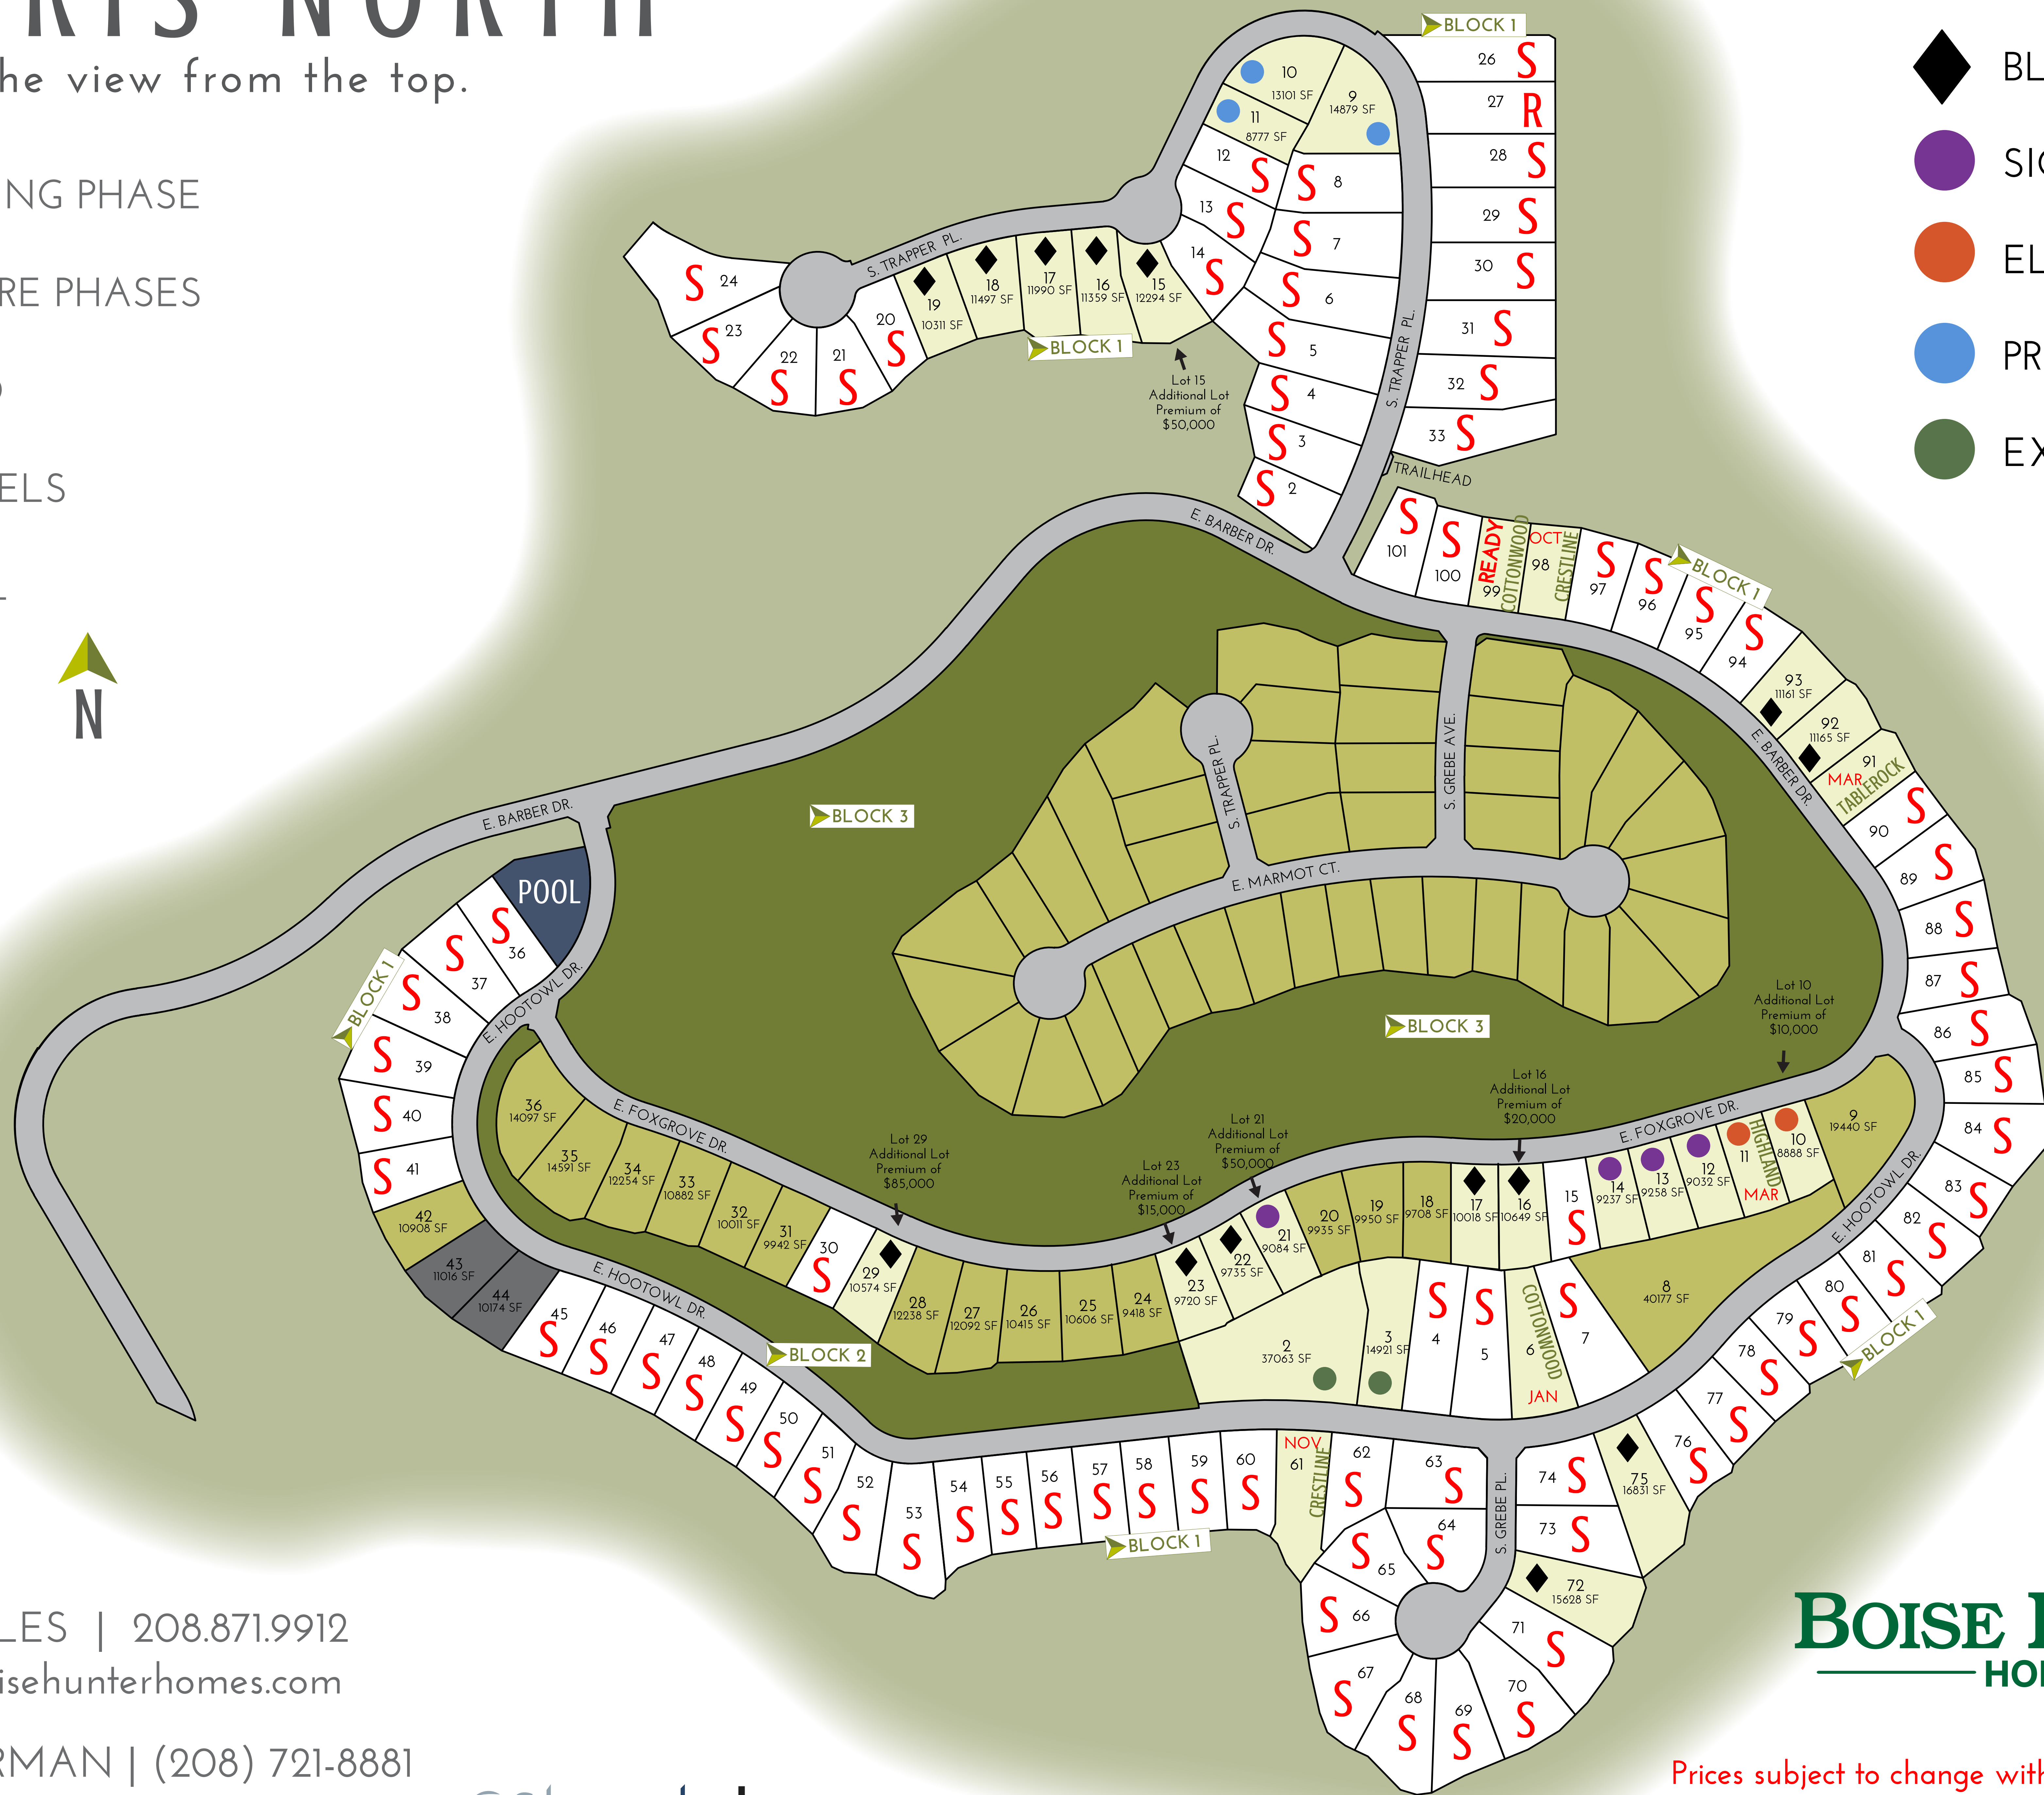 the view from the top.
PHASE
PHASES
N
208.871.9912
(208) 721-8881
BLOCK 1
26 S
27 R
28 S
29 S
30 S
31 S
32 S
33 S
10
13101 SF
9
14879 SF
11
8777 SF
12 S
13 S
14 S
8 S
7 S
6 S
5 S
4 S
3 S
2 S
S. TRAPPER PL.
TRAILHEAD
S. TRAPPER PL.
24 S
23 S
22 S
21 S
20 S
19
10311 SF
18
11497 SF
17
11990 SF
16
11359 SF
15
12294 SF
BLOCK 1
Lot 15
Additional Lot
Premium of
$50,000
E. BARBER DR.
101 S
100 S
READY
99
COTTONWOOD
OCT
98
CRESTLINE
97 S
96 S
95 S
94 S
BLOCK 1
93
11161 SF
92
11165 SF
91
MAR
TABLEROCK
E. BARBER DR.
90 S
89 S
88 S
87 S
86 S
85 S
84 S
83 S
82 S
81 S
80 S
79 S
78 S
77 S
76 S
BLOCK 1
S. TRAPPER PL.
S. GREBE AVE.
E. MARMOT CT.
BLOCK 3
BLOCK 3
E. BARBER DR.
POOL
BLOCK 1
36 S
37 S
38 S
39 S
40 S
41 S
42
10908 SF
43
11016 SF
44
10174 SF
E. HOOTOWL DR.
E. FOXGROVE DR.
36
14097 SF
35
14591 SF
34
12254 SF
33
10882 SF
32
10011 SF
31
9942 SF
30 S
29
10574 SF
28
12238 SF
27
12092 SF
26
10415 SF
25
10606 SF
24
9418 SF
23
9720 SF
22
9735 SF
21
9084 SF
20
9935 SF
19
9950 SF
18
9708 SF
17
10018 SF
16
10649 SF
15 S
14
9237 SF
13
9258 SF
12
9032 SF
11
HIGHLAND
MAR
10
8888 SF
9
19440 SF
8
40177 SF
Lot 29
Additional Lot
Premium of
$85,000
Lot 23
Additional Lot
Premium of
$15,000
Lot 21
Additional Lot
Premium of
$50,000
Lot 16
Additional Lot
Premium of
$20,000
Lot 10
Additional Lot
Premium of
$10,000
E. FOXGROVE DR.
E. HOOTOWL DR.
2
37063 SF
3
14921 SF
4 S
5 S
6
COTTONWOOD
JAN
7 S
BLOCK 2
E. HOOTOWL DR.
45 S
46 S
47 S
48 S
49 S
50 S
51 S
52 S
53 S
54 S
55 S
56 S
57 S
58 S
59 S
60 S
BLOCK 1
NOV
61
CRESTLINE
62 S
63 S
64 S
65 S
66 S
67 S
68 S
69 S
70 S
71 S
72
15628 SF
73 S
74 S
75
16831 SF
S. GREBE PL.
BOISE
Prices subject to change